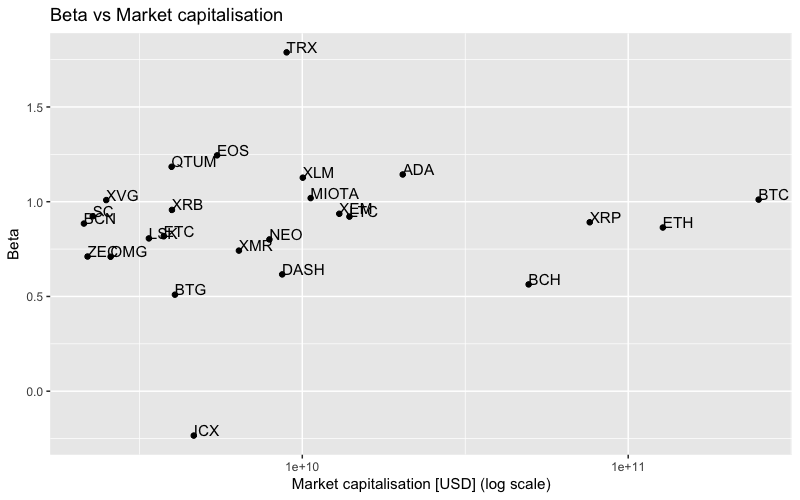 Beta vs Market capitalisation
TRX
1.5
EOS
QTUM
ADA
XLM
XVG
MIOTA
BTC
1.0
XRB
XEM
SC
BCN
XRP
ETH
LSK
ETC
NEO
XMR
ZEC
OMG
DASH
BCH
BTG
0.5
0.0
ICX
Beta
1e+10
1e+11
Market capitalisation [USD] (log scale)